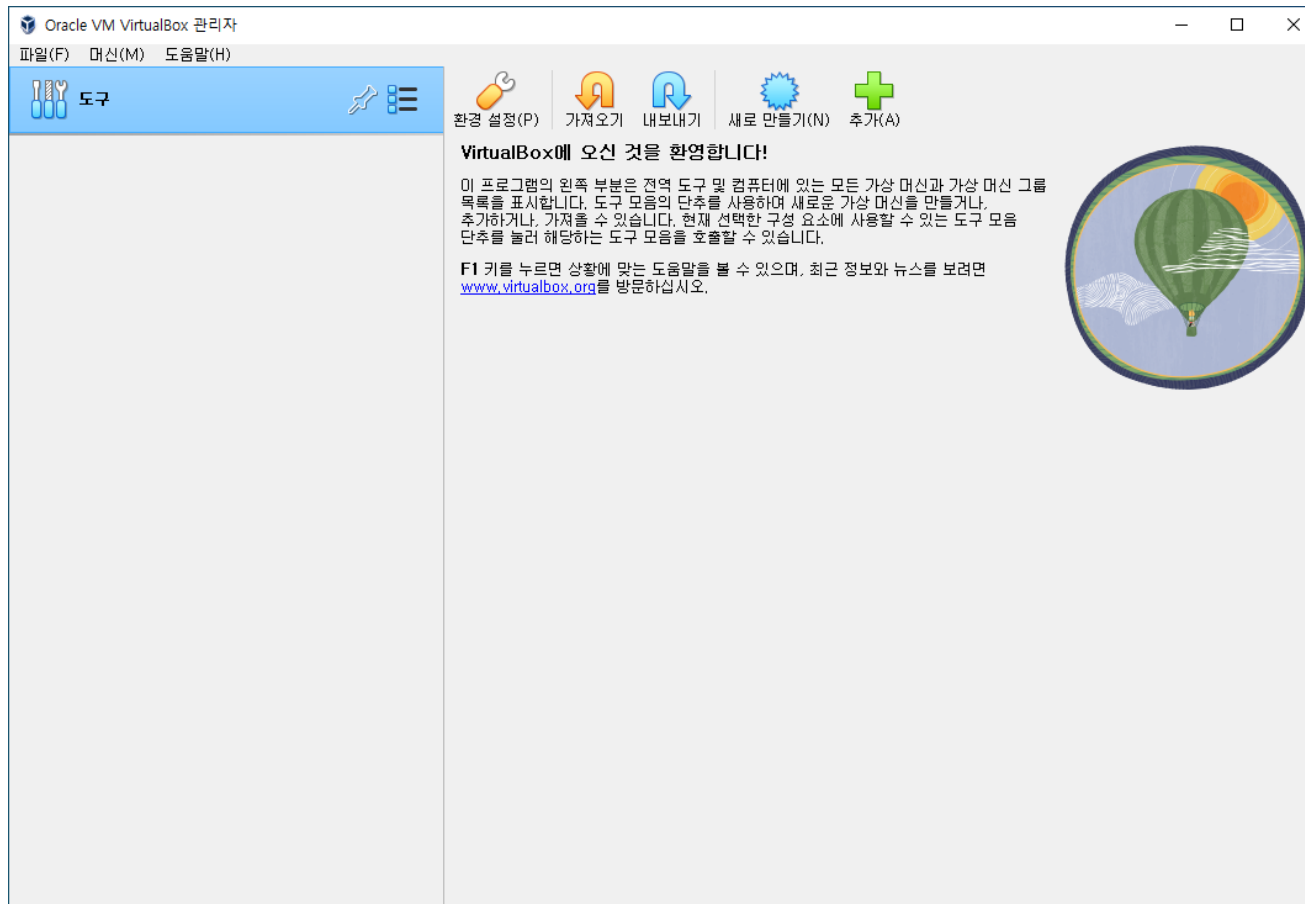 Oracle VM VirtualBox 관리자
파일(F) 머신(M) 도움말(H)
도구
환경 설정(P) 가져오기 내보내기 새로 만들기(N) 추가(A)
VirtualBox에 오신 것을 환영합니다!
이 프로그램의 왼쪽 부분은 전역 도구 및 컴퓨터에 있는 모든 가상 머신과 가상 머신 그룹
목록을 표시합니다. 도구 모음의 단추를 사용하여 새로운 가상 머신을 만들거나,
추가하거나, 가져올 수 있습니다. 현재 선택한 구성 요소에 사용할 수 있는 도구 모음
단추를 눌러 해당하는 도구 모음을 호출할 수 있습니다.
F1 키를 누르면 상황에 맞는 도움말을 볼 수 있으며, 최근 정보와 뉴스를 보려면
www.virtualbox.org를 방문하십시오.